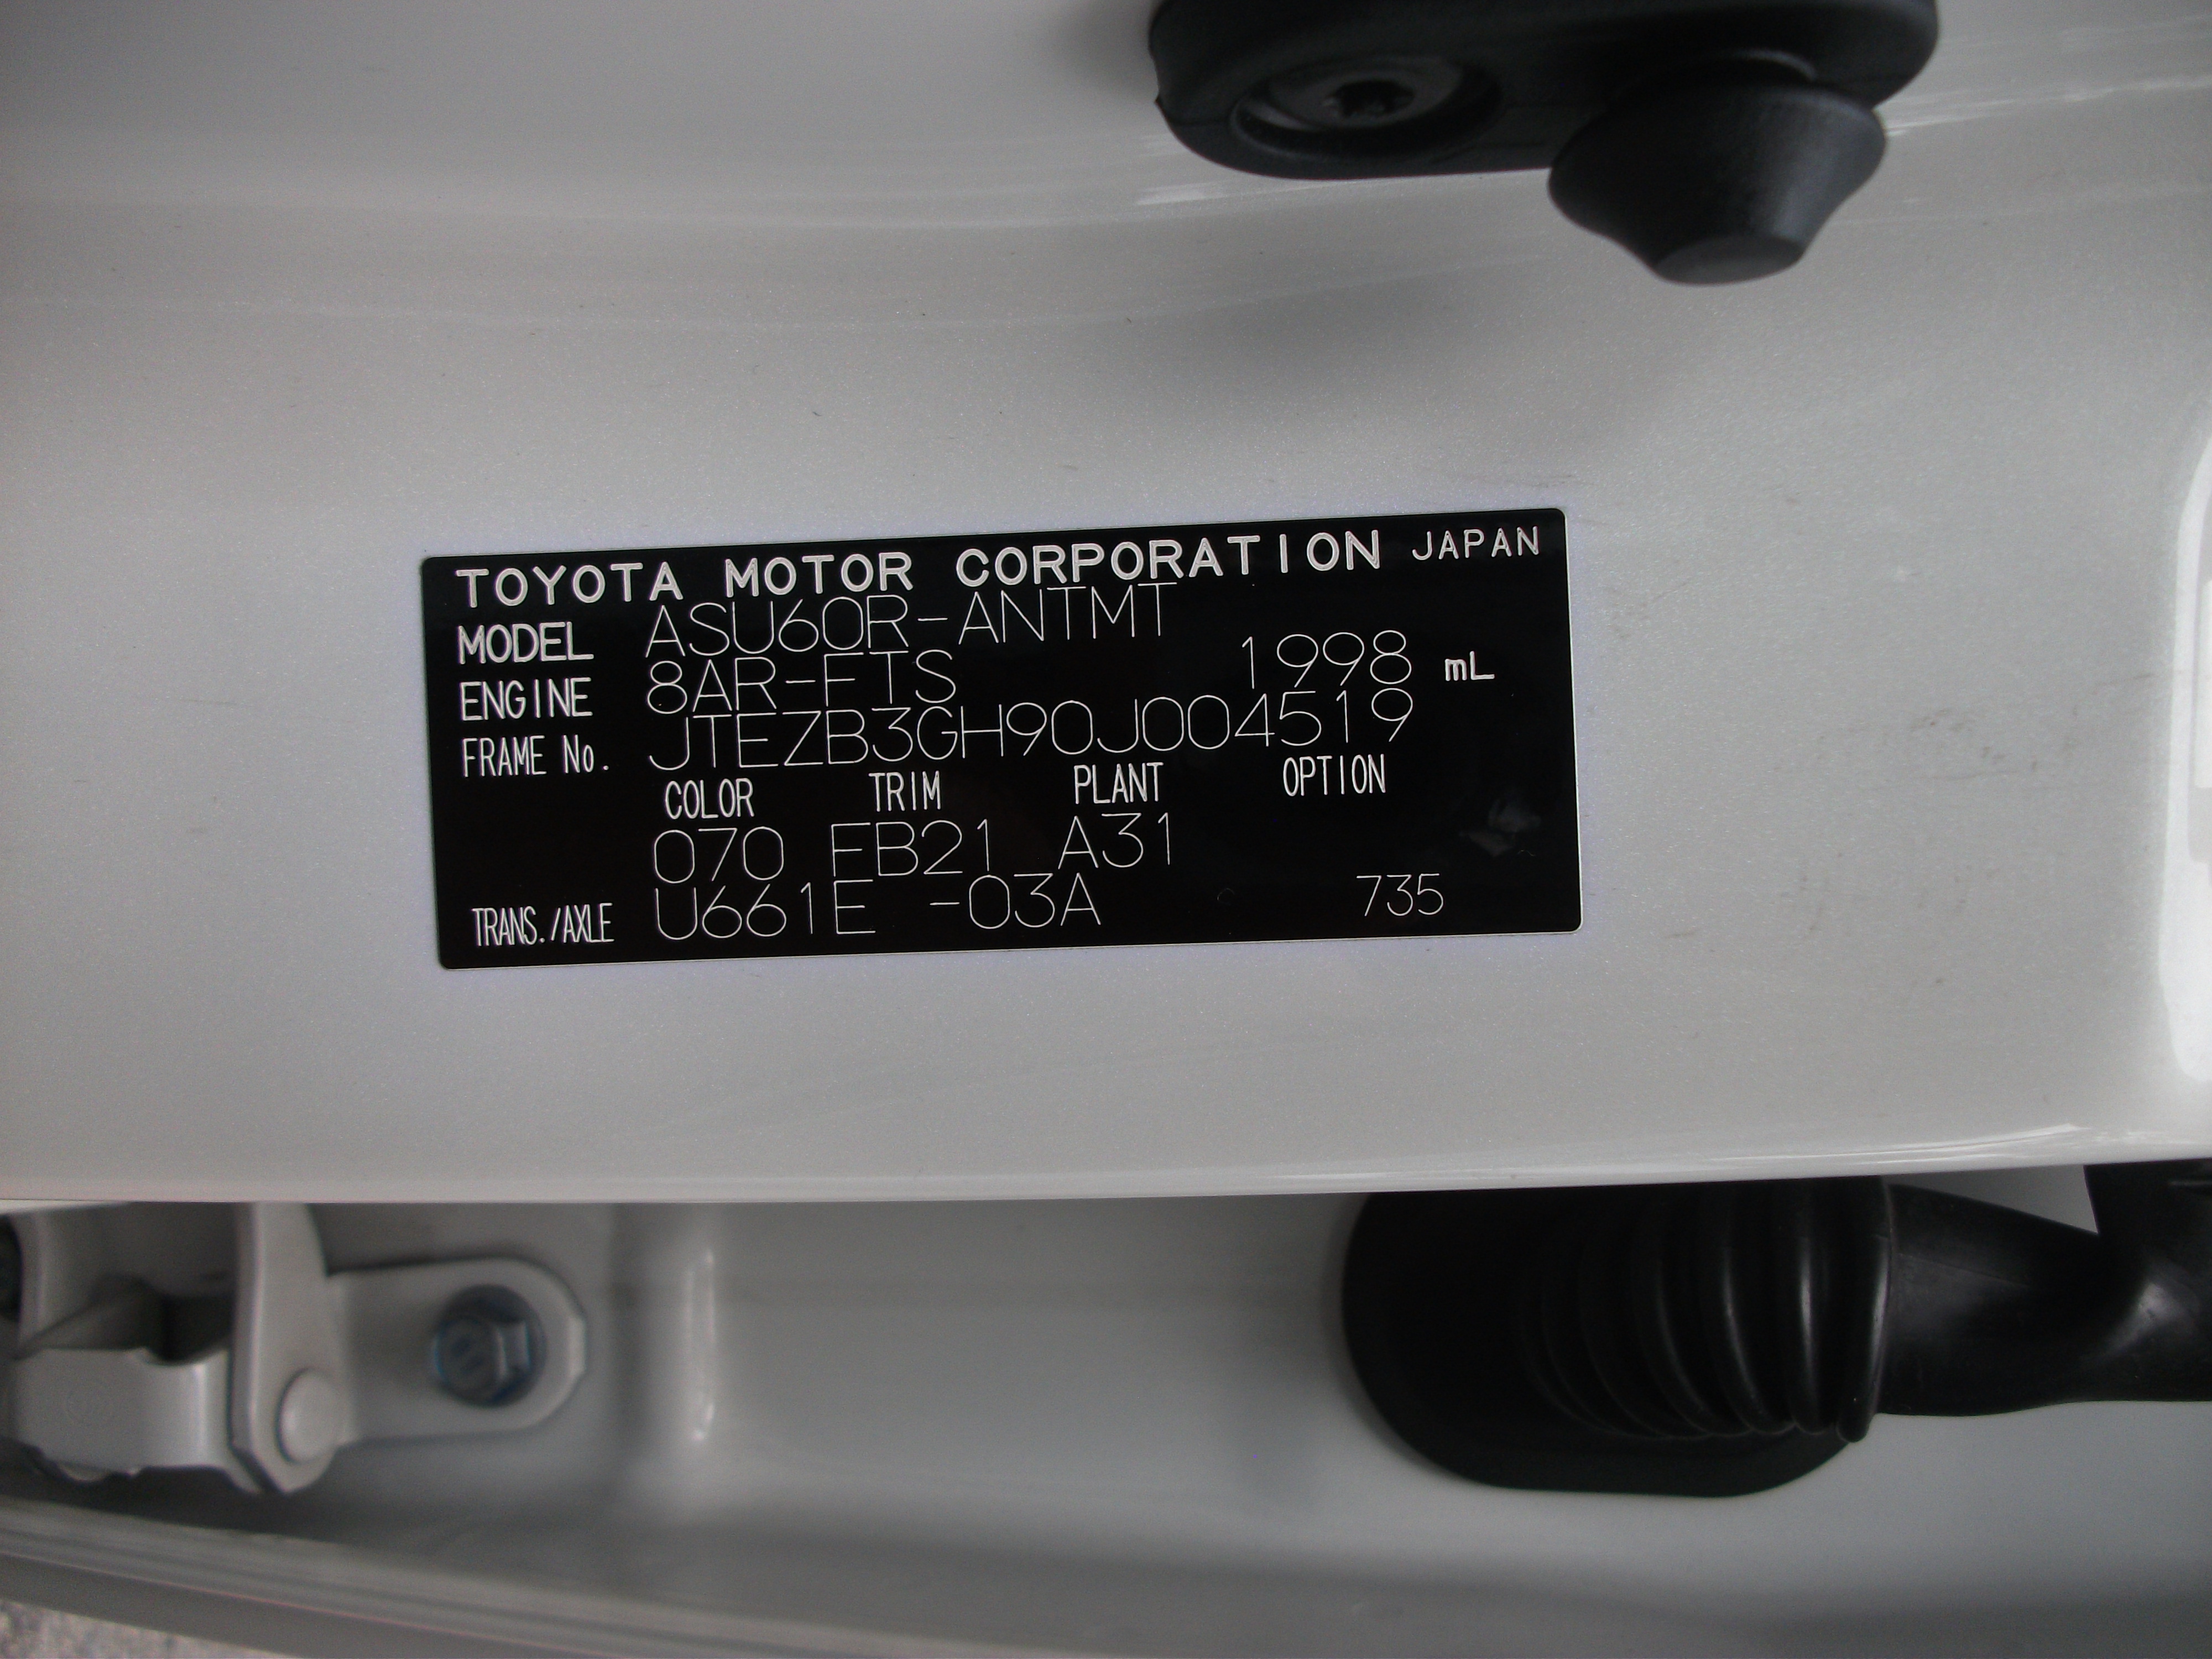 TOYOTA MOTOR CORPORATION JAPAN
MODEL ASU60R-ANTMT
ENGINE 8AR-FTS 1998 mL
FRAME No. JTEZB3GH90J004519
COLOR TRIM PLANT OPTION
070 FB21 A31
TRANS./AXLE U661E -03A 735